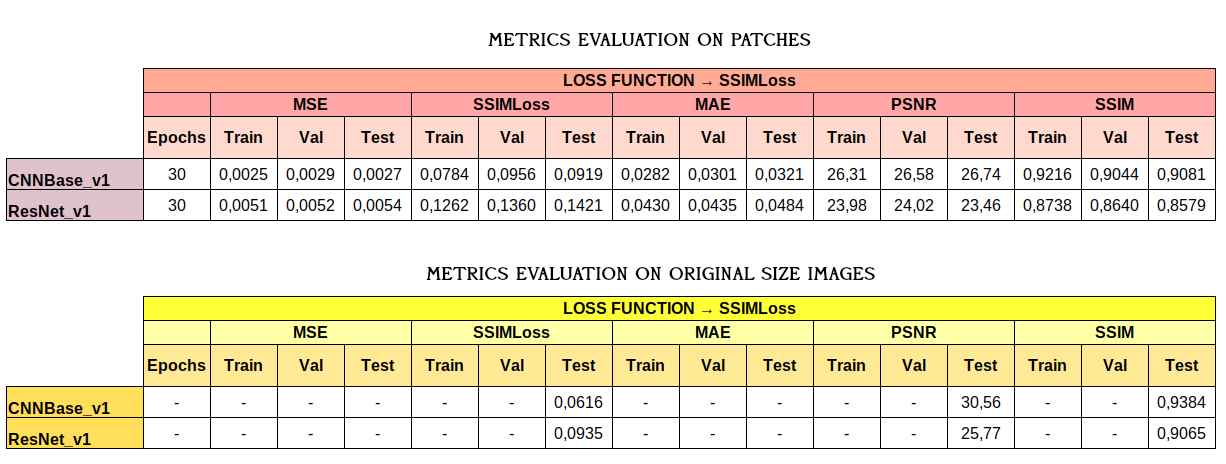 METRICS EVALUATION ON PATCHES
LOSS FUNCTION → SSIMLoss
MSE SSIMLoss MAE PSNR SSIM
Epochs Train Val Test Train Val Test Train Val Test Train Val Test Train Val Test
CNNBase_v1 30 0,0025 0,0029 0,0027 0,0784 0,0956 0,0919 0,0282 0,0301 0,0321 26,31 26,58 26,74 0,9216 0,9044 0,9081
ResNet_v1 30 0,0051 0,0052 0,0054 0,1262 0,1360 0,1421 0,0430 0,0435 0,0484 23,98 24,02 23,46 0,8738 0,8640 0,8579
METRICS EVALUATION ON ORIGINAL SIZE IMAGES
LOSS FUNCTION → SSIMLoss
MSE SSIMLoss MAE PSNR SSIM
Epochs Train Val Test Train Val Test Train Val Test Train Val Test Train Val Test
CNNBase_v1 - - - - - - 0,0616 - - - - - 30,56 - - 0,9384
ResNet_v1 - - - - - - 0,0935 - - - - - 25,77 - - 0,9065